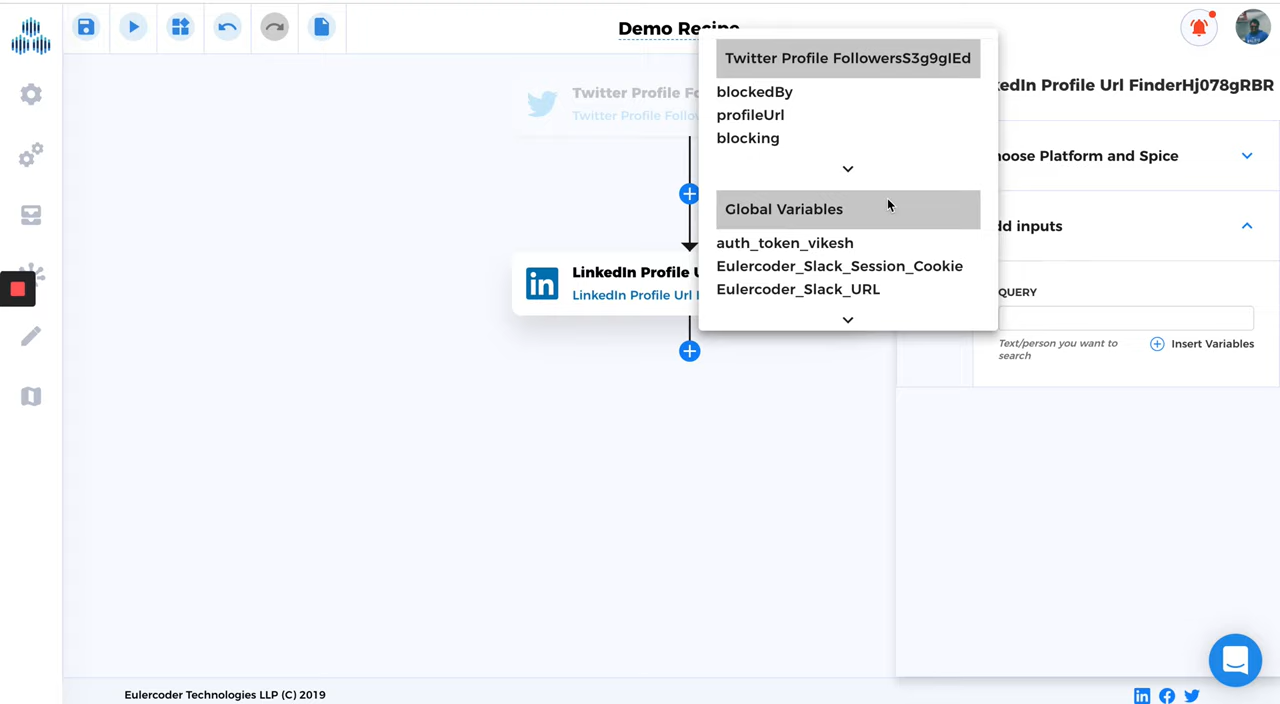 Demo Recipe
Twitter Profile Fo
Twitter Profile Follow
LinkedIn Profile U
LinkedIn Profile Url
Twitter Profile FollowersS3g9gIEd
blockedBy
profileUrl
blocking
Global Variables
auth_token_vikesh
Eulercoder_Slack_Session_Cookie
Eulercoder_Slack_URL
edIn Profile Url FinderHj078gRBR
hoose Platform and Spice
dd inputs
QUERY
Text/person you want to
search
Insert Variables
Eulercoder Technologies LLP (C) 2019